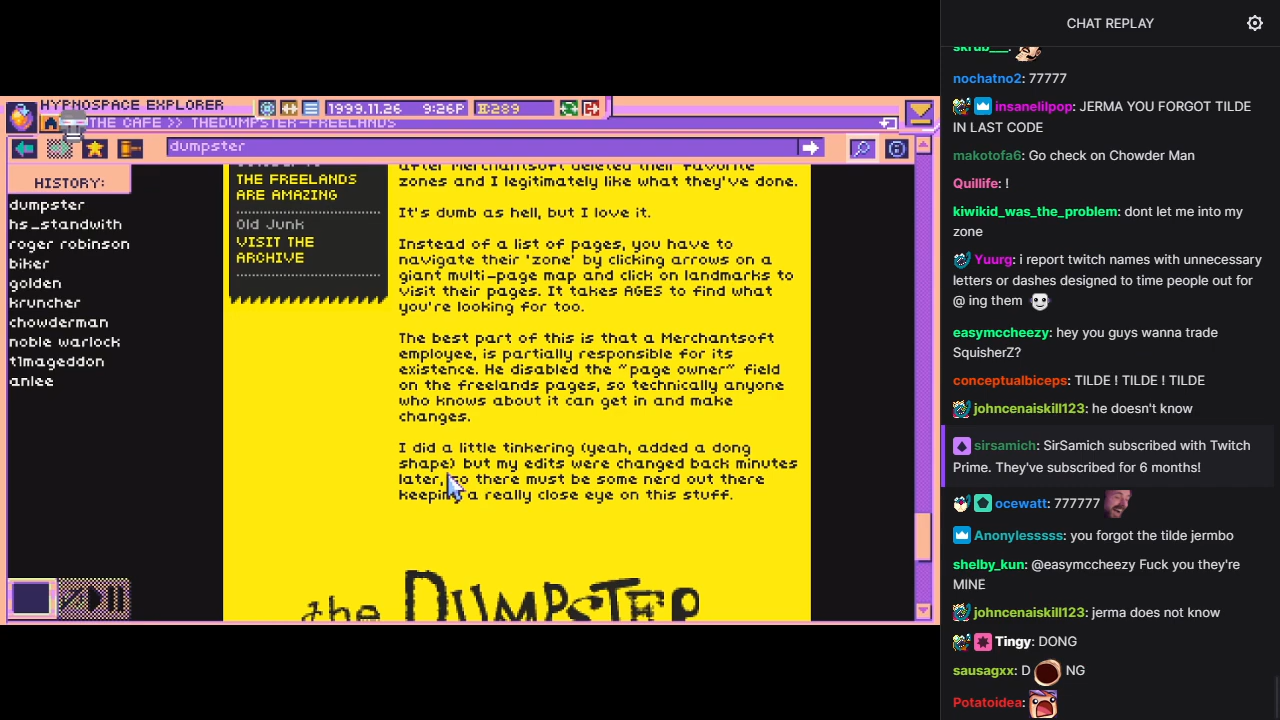 HYPNOSPACE EXPLORER
1999.11.26 9:26P
289
THE CAFE >> THEDUMPSTER-FREELANDS
dumpster
HISTORY:
dumpster
hs_standwith
roger robinson
biker
golden
kruncher
chowderman
noble warlock
t1mageddon
anlee
THE FREELANDS
ARE AMAZING
Old Junk
VISIT THE
ARCHIVE
after Merchantsoft deleted their favorite
zones and I legitimately like what they've done.
It's dumb as hell, but I love it.
Instead of a list of pages, you have to
navigate their 'zone' by clicking arrows on a
giant multi-page map and click on landmarks to
visit their pages. It takes AGES to find what
you're looking for too.
The best part of this is that a Merchantsoft
employee, is partially responsible for its
existence. He disabled the "page owner" field
on the freelands pages, so technically anyone
who knows about it can get in and make
changes.
I did a little tinkering (yeah, added a dong
shape) but my edits were changed back minutes
later, so there must be some nerd out there
keeping a really close eye on this stuff.
the DUMPSTER
CHAT REPLAY
skrub___:
nochatno2: 77777
insanelilpop: JERMA YOU FORGOT TILDE
IN LAST CODE
makotofa6: Go check on Chowder Man
Quillife: !
kiwikid_was_the_problem: dont let me into my
zone
Yuurg: i report twitch names with unnecessary
letters or dashes designed to time people out for
@ ing them
easymccheezy: hey you guys wanna trade
SquisherZ?
conceptualbiceps: TILDE ! TILDE ! TILDE
johncenaiskill123: he doesn't know
sirsamich: SirSamich subscribed with Twitch
Prime. They've subscribed for 6 months!
ocewatt: 777777
Anonylesssss: you forgot the tilde jermbo
shelby_kun: @easymccheezy Fuck you they're
MINE
johncenaiskill123: jerma does not know
Tingy: DONG
sausagxx: D NG
Potatoidea: